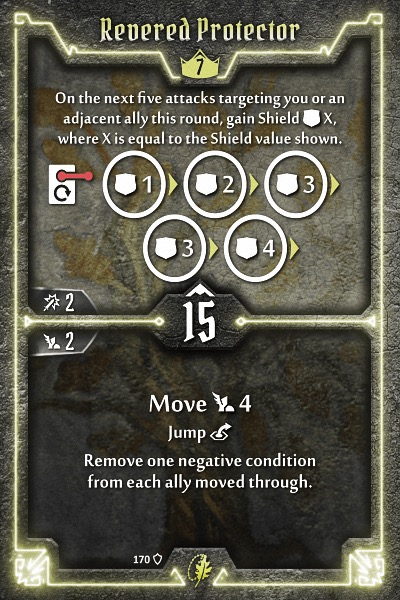 Revered Protector
7
On the next five attacks targeting you or an
adjacent ally this round, gain Shield X,
where X is equal to the Shield value shown.
1 2 3
3 4
2
15
2
Move 4
Jump
Remove one negative condition
from each ally moved through.
170